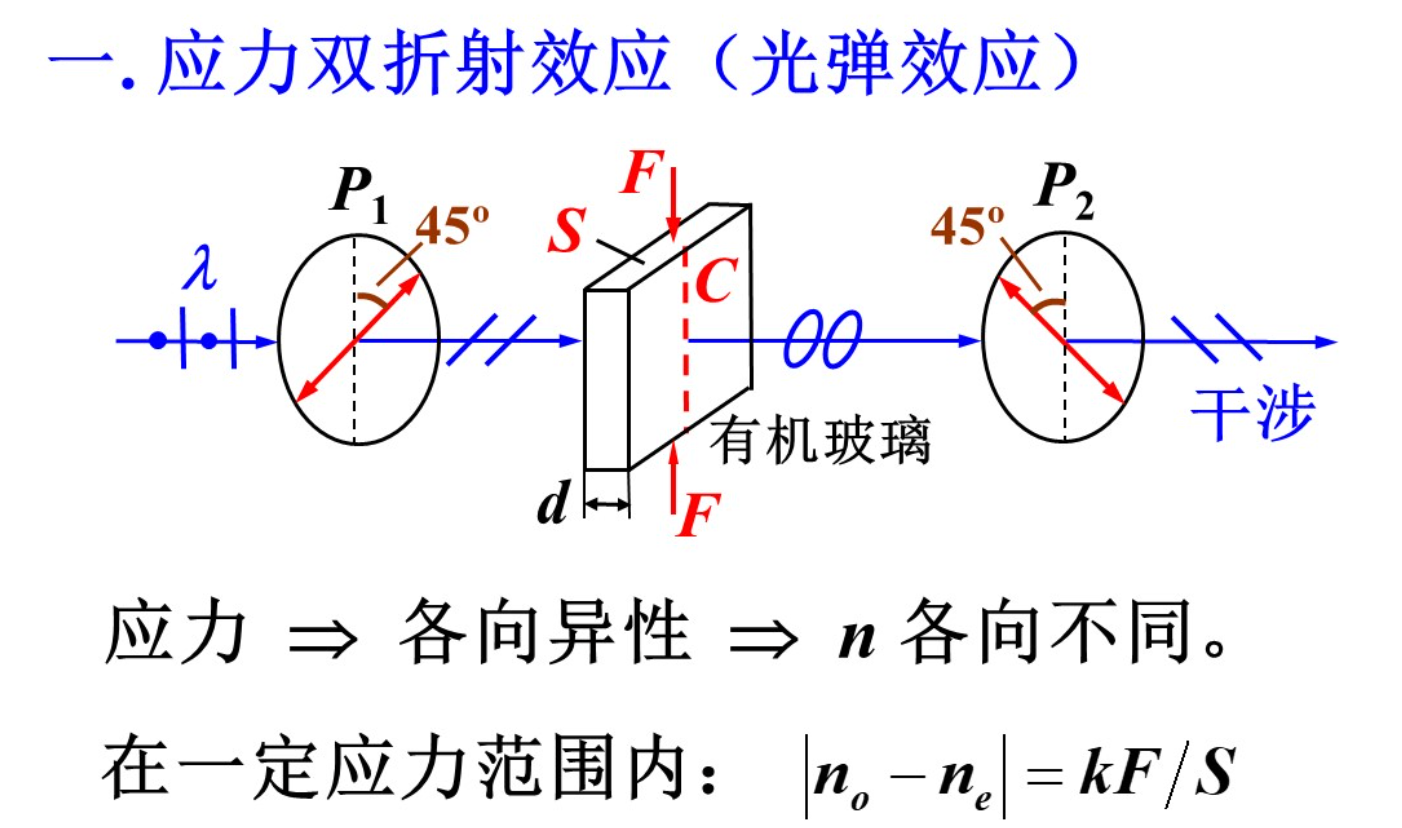 一.应力双折射效应（光弹效应）
P₁
45º
λ
F
S
C
45º
P₂
有机玻璃
干涉
d
F
应力 ⇒ 各向异性 ⇒ n 各向不同。
在一定应力范围内： |nₒ − nₑ| = kF/S